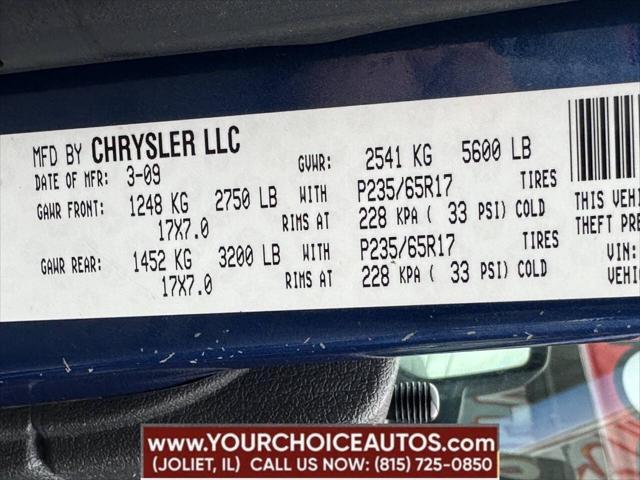 MFD BY CHRYSLER LLC
DATE OF MFR: 3-09 GVWR: 2541 KG 5600 LB
GAWR FRONT: 1248 KG 2750 LB WITH P235/65R17 TIRES
17X7.0 RIMS AT 228 KPA ( 33 PSI) COLD
GAWR REAR: 1452 KG 3200 LB WITH P235/65R17 TIRES
17X7.0 RIMS AT 228 KPA ( 33 PSI) COLD
THIS VEHI
THEFT PRE
VIN:
VEHI
WWW.YOURCHOICEAUTOS.COM
(JOLIET, IL) CALL US NOW: (815) 725-0850